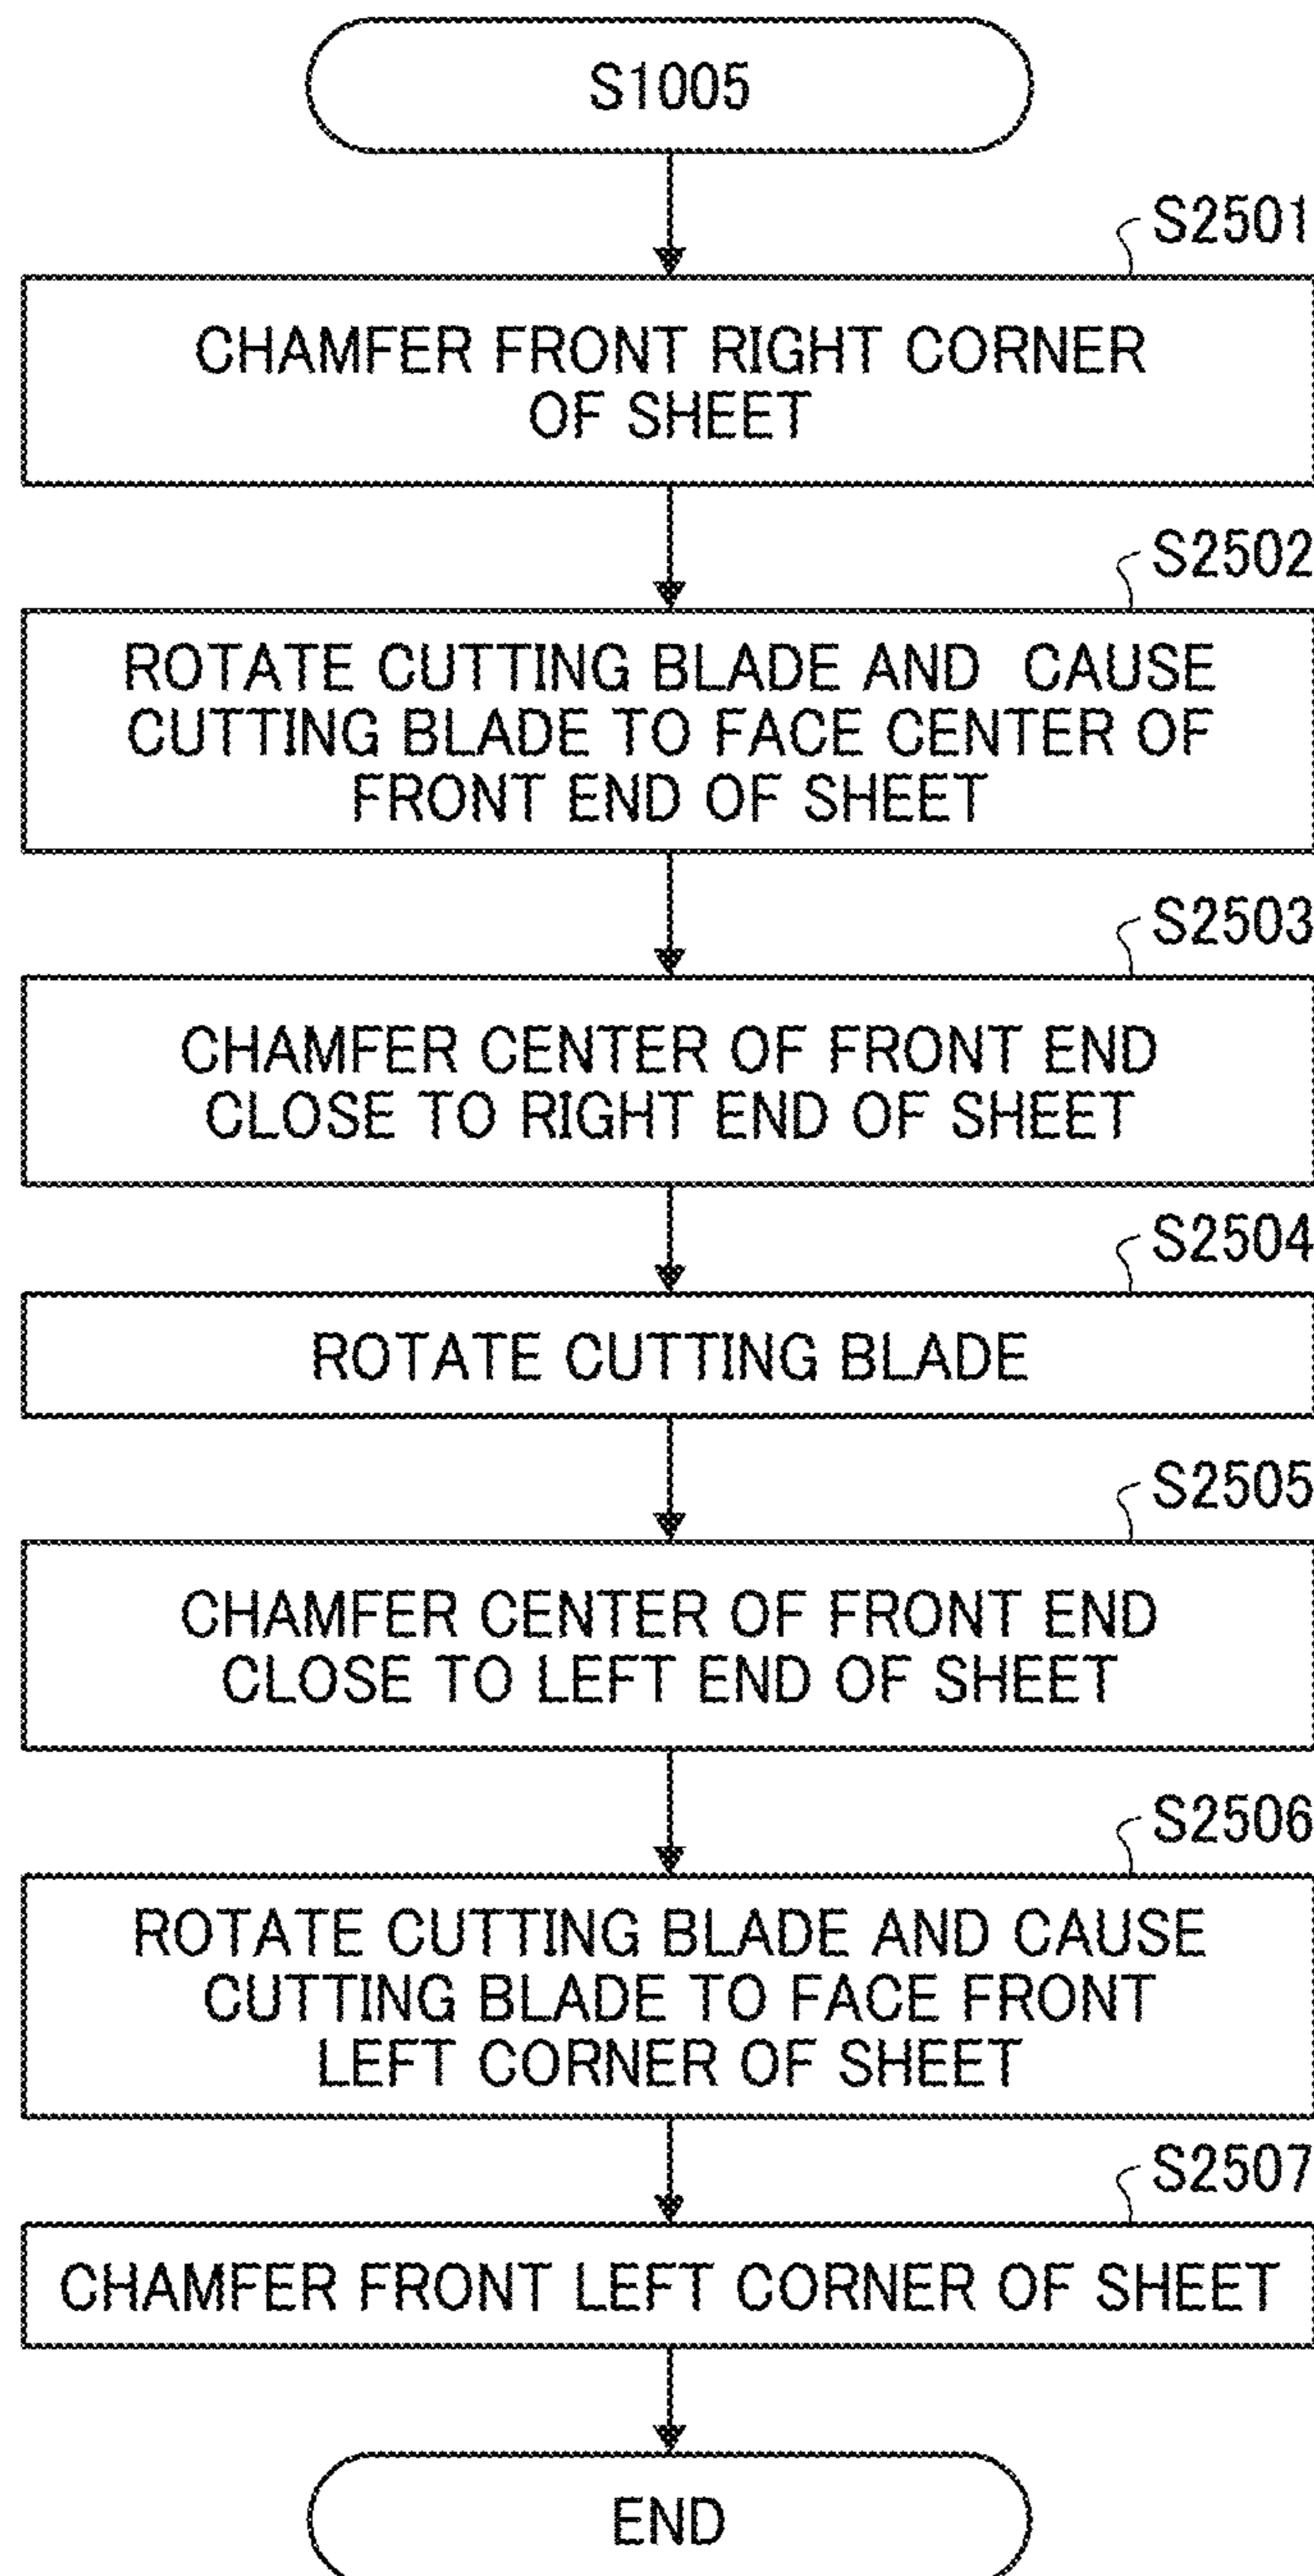 S1005
S2501
CHAMFER FRONT RIGHT CORNER
OF SHEET
S2502
ROTATE CUTTING BLADE AND CAUSE
CUTTING BLADE TO FACE CENTER OF
FRONT END OF SHEET
S2503
CHAMFER CENTER OF FRONT END
CLOSE TO RIGHT END OF SHEET
S2504
ROTATE CUTTING BLADE
S2505
CHAMFER CENTER OF FRONT END
CLOSE TO LEFT END OF SHEET
S2506
ROTATE CUTTING BLADE AND CAUSE
CUTTING BLADE TO FACE FRONT
LEFT CORNER OF SHEET
S2507
CHAMFER FRONT LEFT CORNER OF SHEET
END